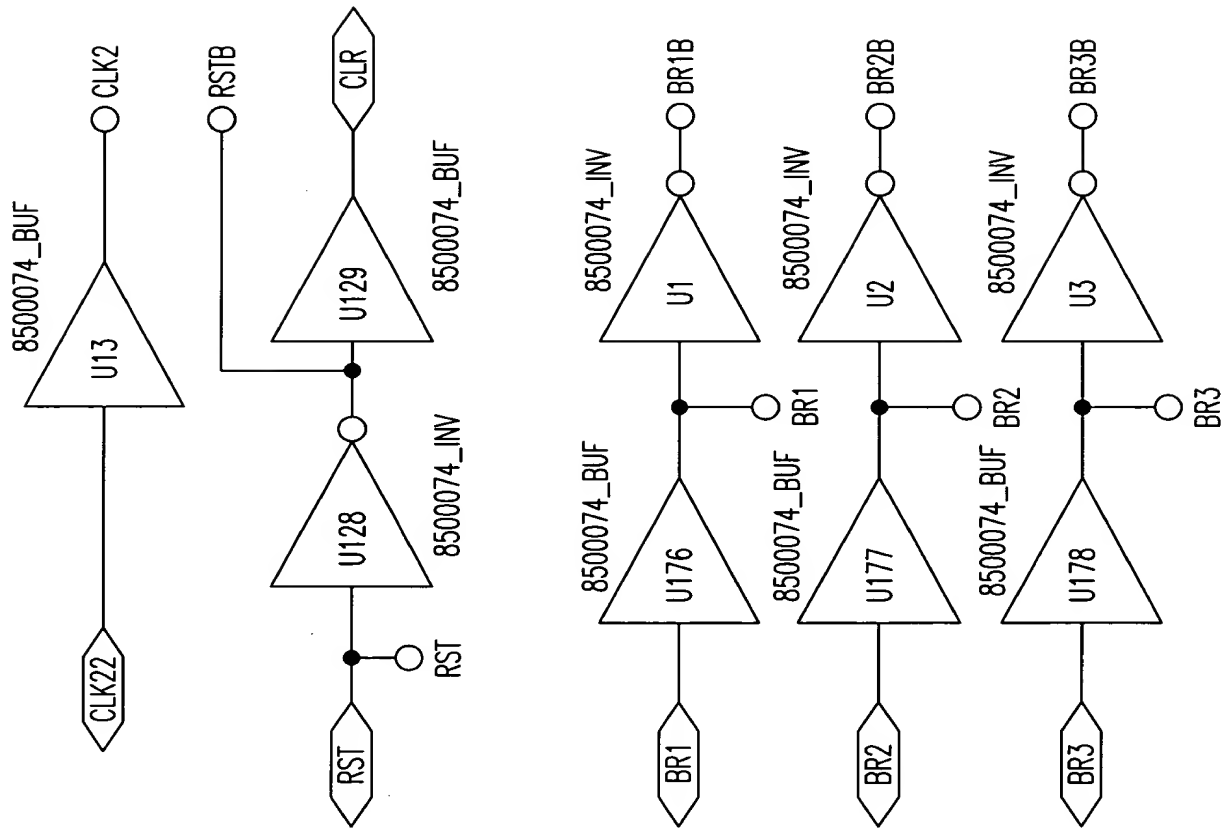 8500074_BUF
CLK22
U13
CLK2
RSTB
RST
RST
U128
8500074_INV
U129
8500074_BUF
CLR
BR1
8500074_BUF
U176
BR1
8500074_INV
U1
BR1B
BR2
8500074_BUF
U177
BR2
8500074_INV
U2
BR2B
BR3
8500074_BUF
U178
BR3
8500074_INV
U3
BR3B